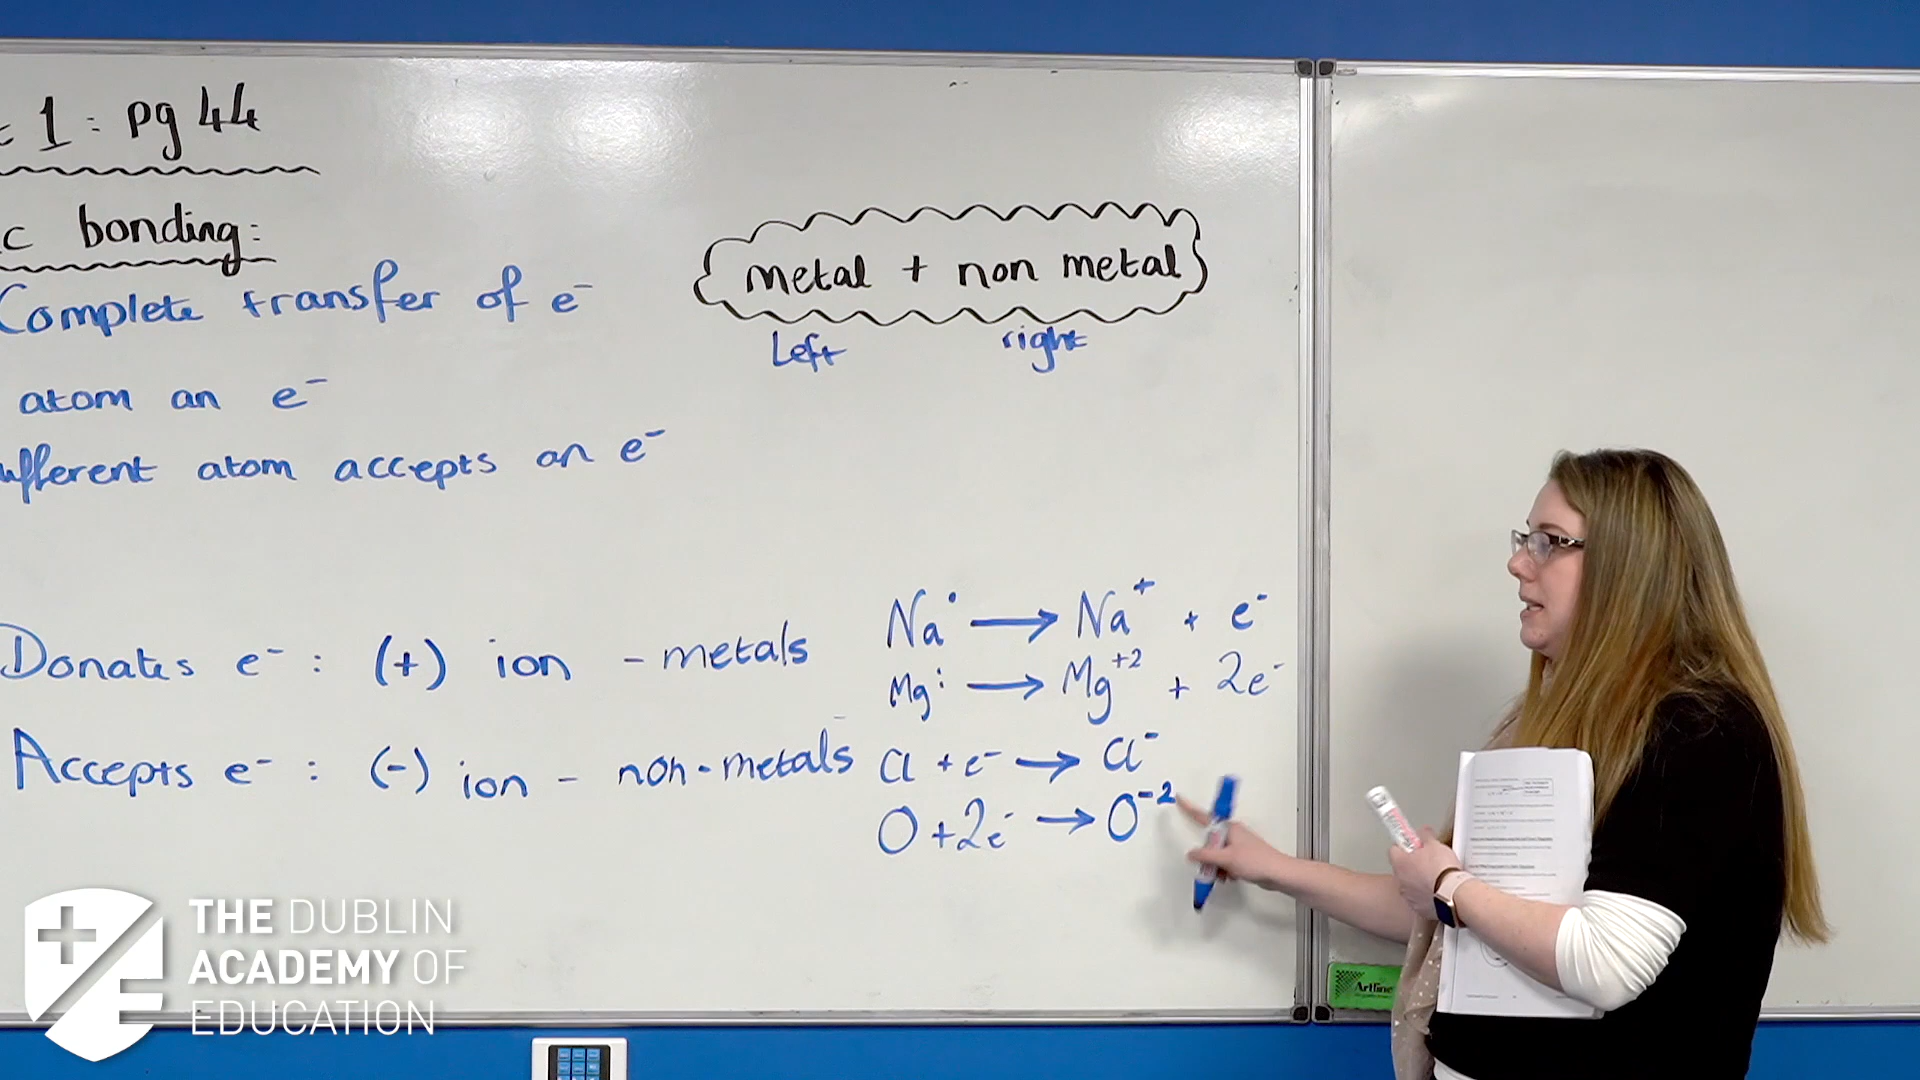 1: pg 44
bonding:
Complete transfer of e⁻
atom an e⁻
atom accepts an e⁻
metal + non metal
Left right
Donates e⁻ : (+) ion - metals
Accepts e⁻ : (-) ion - non-metals
Na• → Na⁺ + e⁻
Mg: → Mg⁺² + 2e⁻
Cl + e⁻ → Cl⁻
O + 2e⁻ → O⁻²
THE DUBLIN
ACADEMY OF
EDUCATION
Artline